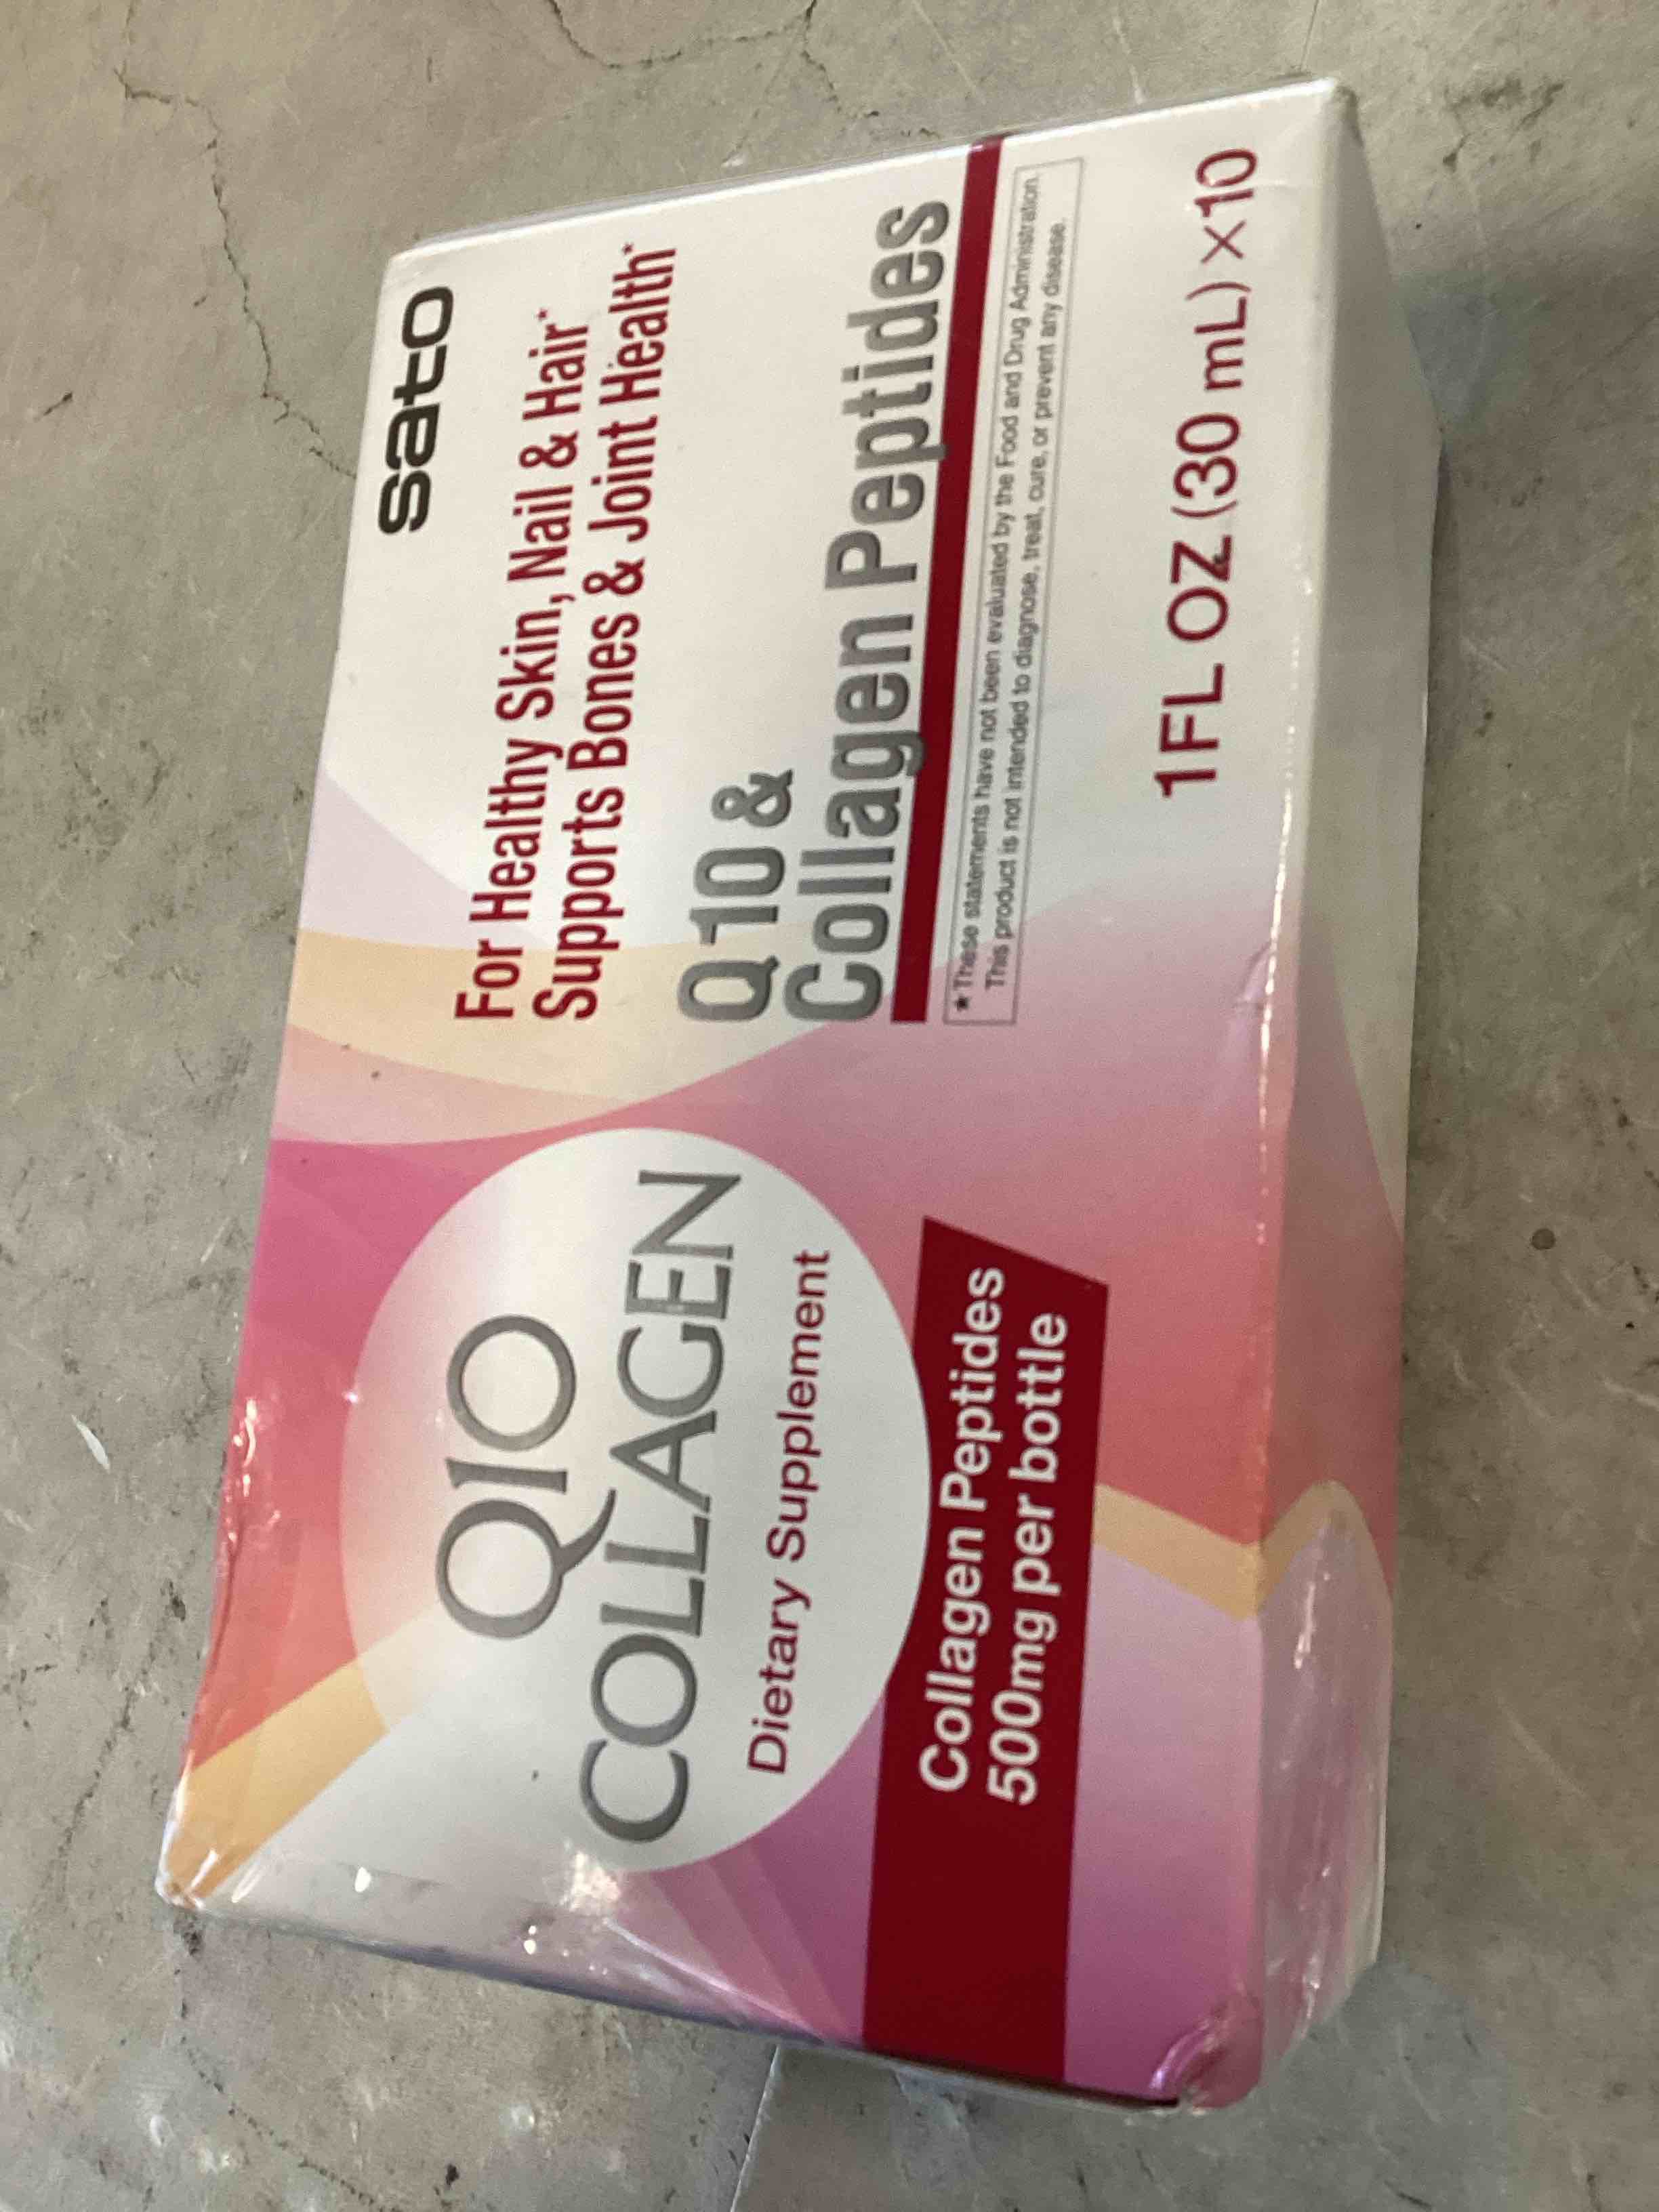 sato
For Healthy Skin, Nail & Hair*
Supports Bones & Joint Health*
Q10 &
Collagen Peptides
★These statements have not been evaluated by the Food and Drug Administration.
This product is not intended to diagnose, treat, cure, or prevent any disease.
1FL OZ (30 mL) ×10
Q10
COLLAGEN
Dietary Supplement
Collagen Peptides
500mg per bottle